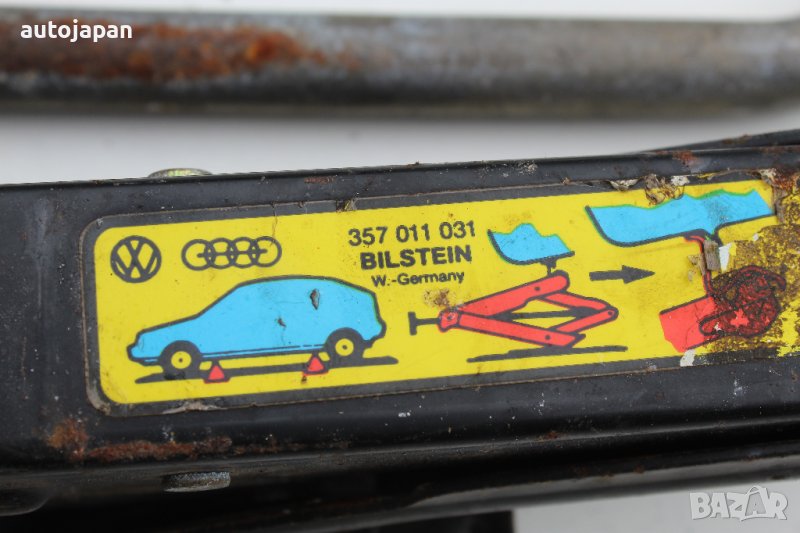 autojapan
357 011 031
BILSTEIN
W.-Germany
BAZAR